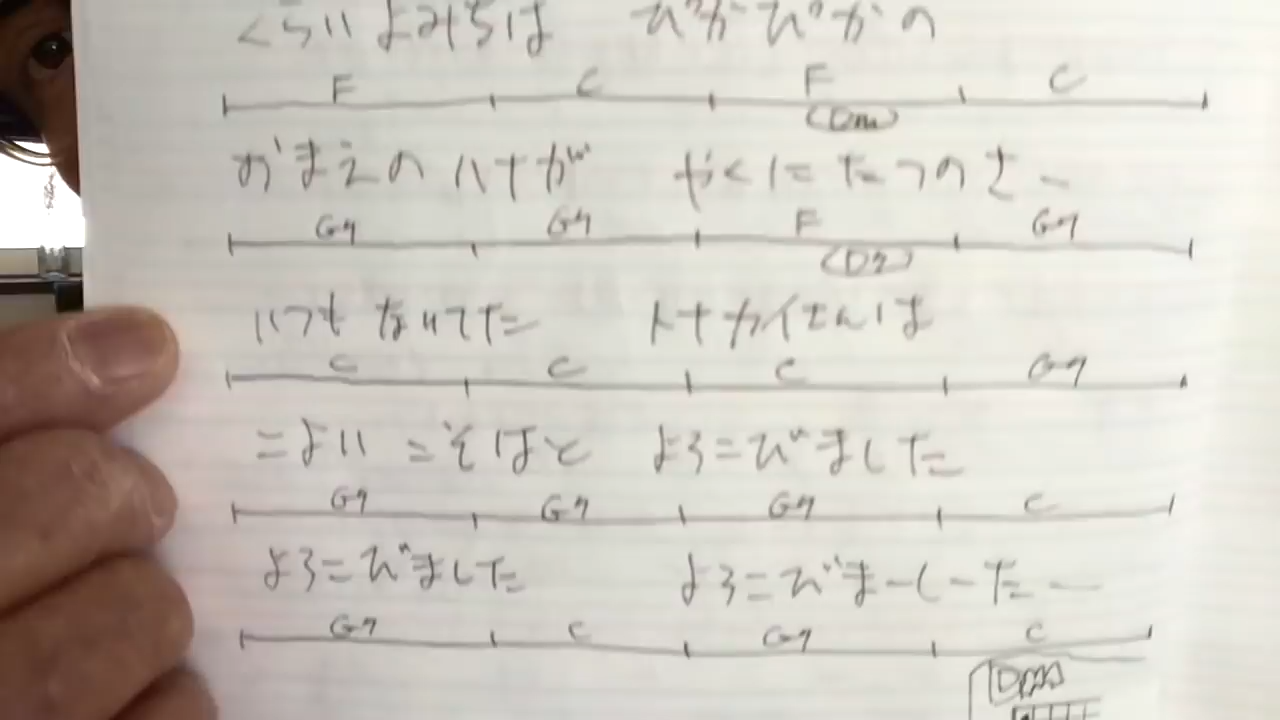 くらいよみちは ぴかぴかの
F C F C
(Dm)
おまえのハナが やくにたつのさー
G7 G7 F G7
(D7)
いつもないてた トナカイさんは
C C C G7
こよいこそはと よろこびました
G7 G7 G7 C
よろこびました よろこびまーしーたー
G7 C G7 C
Dm